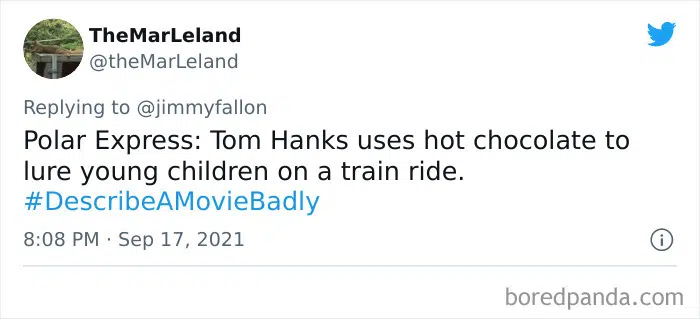 TheMarLeland
@theMarLeland
Replying to @jimmyfallon
Polar Express: Tom Hanks uses hot chocolate to
lure young children on a train ride.
#DescribeAMovieBadly
8:08 PM · Sep 17, 2021
boredpanda.com